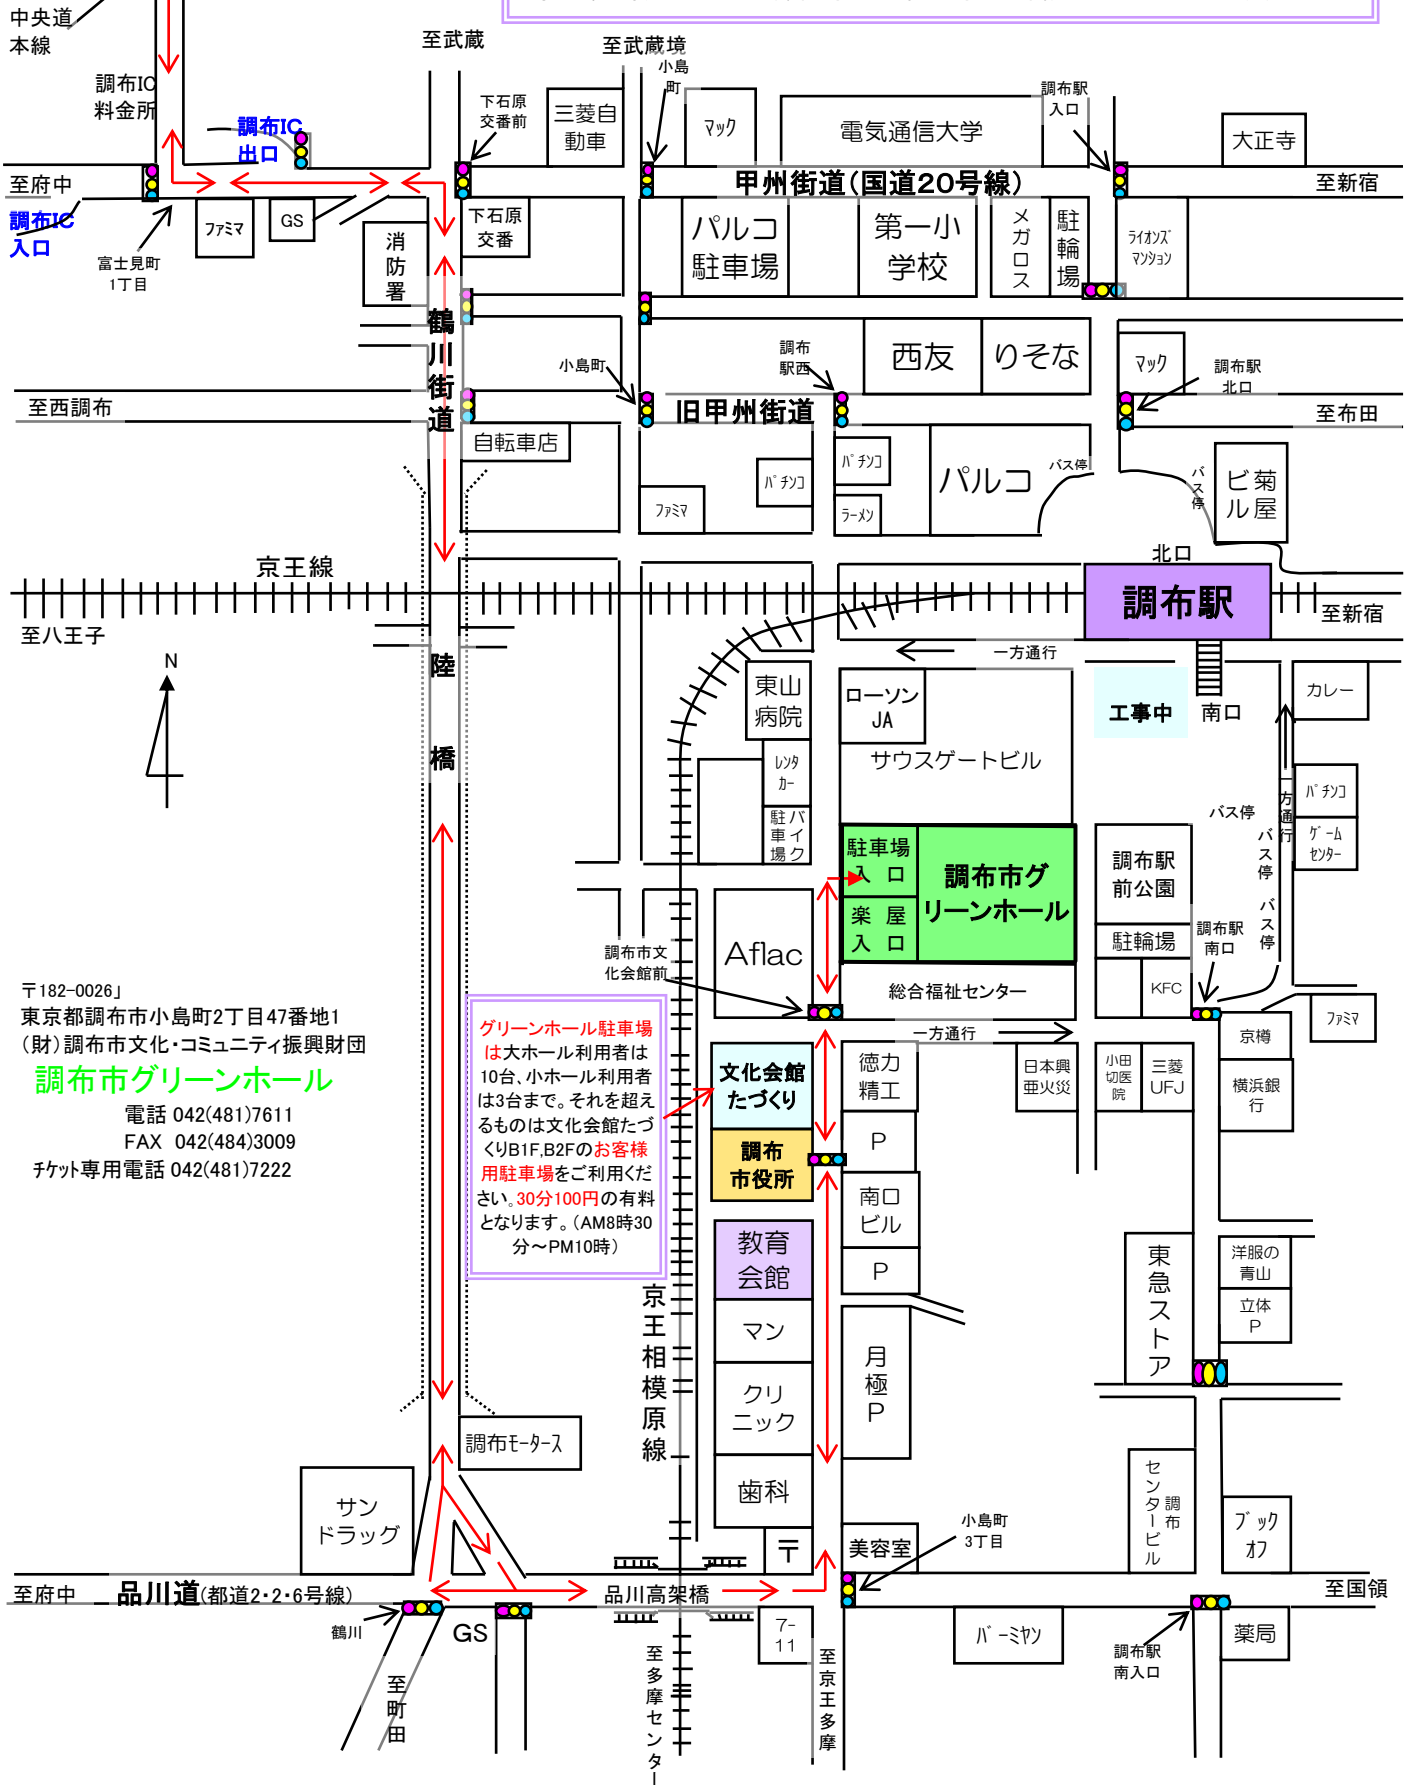 中央道
本線
至武蔵
至武蔵境
小島
町
調布IC
料金所
調布IC
出口
下石原
交番前
三菱自
動車
マック
電気通信大学
調布駅
入口
大正寺
至府中
甲州街道(国道20号線)
至新宿
調布IC
入口
富士見町
1丁目
ファミマ
GS
消防署
下石原
交番
パルコ
駐車場
第一小
学校
メガロス
駐輪場
ライオンズ
マンション
鶴川街道
小島町
調布
駅西
西友
りそな
マック
調布駅
北口
至西調布
旧甲州街道
至布田
自転車店
ファミマ
パチンコ
パチンコ
ラーメン
パルコ
バス停
バス停
菊屋
ビル
京王線
北口
調布駅
至新宿
至八王子
N
陸橋
一方通行
東山
病院
ローソン
JA
工事中
南口
カレー
レンタ
カー
サウスゲートビル
バイク
駐車場
一方通行
パチンコ
ゲーム
センター
バス停
バス停
バス停
駐車場
入 口
調布市グ
リーンホール
楽 屋
入 口
調布駅
前公園
駐輪場
調布駅
南口
Aflac
調布市文
化会館前
総合福祉センター
KFC
一方通行
京樽
ファミマ
〒182-0026」
東京都調布市小島町2丁目47番地1
(財)調布市文化・コミュニティ振興財団
調布市グリーンホール
電話 042(481)7611
FAX 042(484)3009
チケット専用電話 042(481)7222
グリーンホール駐車場
は大ホール利用者は
10台、小ホール利用者
は3台まで。それを超え
るものは文化会館たづ
くりB1F,B2Fのお客様
用駐車場をご利用くだ
さい。30分100円の有料
となります。(AM8時30
分～PM10時)
文化会館
たづくり
調布
市役所
教育
会館
徳力
精工
P
南口
ビル
P
日本興
亜火災
小田
切医
院
三菱
UFJ
横浜銀
行
東急ストア
洋服の
青山
立体
P
京王相模原線
マン
クリ
ニック
歯科
〒
月極P
調布モータース
サン
ドラッグ
美容室
小島町
3丁目
調布
センタービル
ブック
オフ
至府中
品川道(都道2・2・6号線)
品川高架橋
至国領
鶴川
GS
7-
11
バーミヤン
調布駅
南入口
薬局
至町田
至多摩センター
至京王多摩